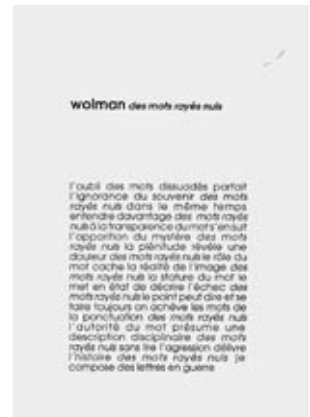 wolman des mots rayés nuls
l'oubli des mots dissuadés parfait
l'ignorance du souvenir des mots
rayés nuls dans le même temps
entendre davantage des mots rayés
nuls à la transparence du mot s'ensuit
l'apparition du mystère des mots
rayés nuls la plénitude révèle une
douleur des mots rayés nuls le rôle du
mot cache la réalité de l'image des
mots rayés nuls la stature du mot le
met en état de décrire l'échec des
mots rayés nuls le point peut dire et se
taire toujours on achève les mots de
la ponctuation des mots rayés nuls
l'autorité du mot présume une
description disciplinaire des mots
rayés nuls sans lire l'agression délivre
l'histoire des mots rayés nuls je
compose des lettres en guerre